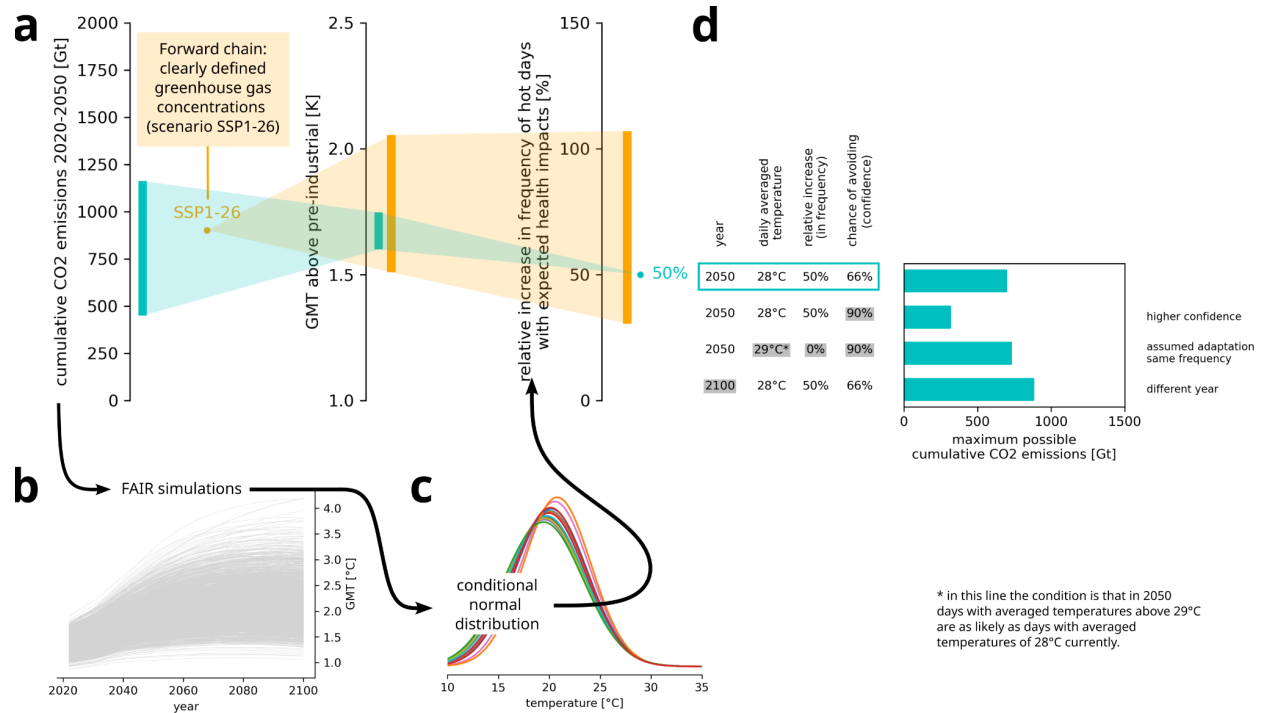 a
cumulative CO2 emissions 2020-2050 [Gt]
2000
1750
1500
1250
1000
750
500
250
0
Forward chain:
clearly defined
greenhouse gas
concentrations
(scenario SSP1-26)
SSP1-26
GMT above pre-industrial [K]
2.5
2.0
1.5
1.0
relative increase in frequency of hot days
with expected health impacts [%]
150
100
50
0
50%
b
FAIR simulations
4.0
3.5
3.0
2.5
2.0
1.5
1.0
GMT [°C]
2020 2040 2060 2080 2100
year
c
conditional
normal
distribution
10 15 20 25 30 35
temperature [°C]
d
year
daily averaged
temperature
relative increase
(in frequency)
chance of avoiding
(confidence)
2050 28°C 50% 66%
2050 28°C 50% 90%
2050 29°C* 0% 90%
2100 28°C 50% 66%
higher confidence
assumed adaptation
same frequency
different year
0 500 1000 1500
maximum possible
cumulative CO2 emissions [Gt]
* in this line the condition is that in 2050
days with averaged temperatures above 29°C
are as likely as days with averaged
temperatures of 28°C currently.